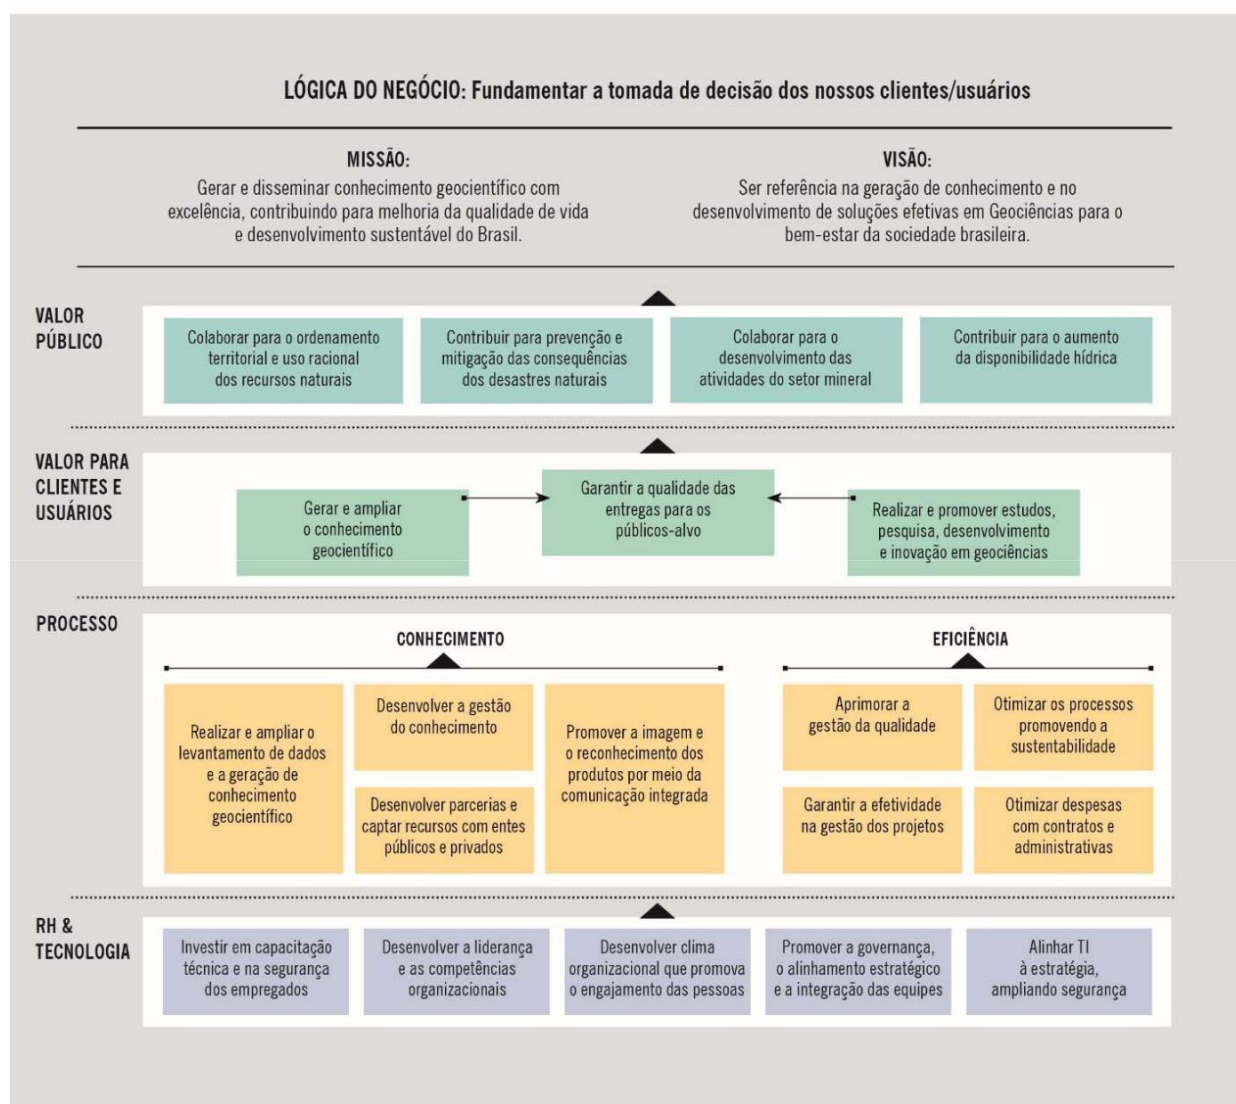 LÓGICA DO NEGÓCIO: Fundamentar a tomada de decisão dos nossos clientes/usuários
MISSÃO:
Gerar e disseminar conhecimento geocientífico com
excelência, contribuindo para melhoria da qualidade de vida
e desenvolvimento sustentável do Brasil.
VISÃO:
Ser referência na geração de conhecimento e no
desenvolvimento de soluções efetivas em Geociências para o
bem-estar da sociedade brasileira.
VALOR
PÚBLICO
Colaborar para o ordenamento
territorial e uso racional
dos recursos naturais
Contribuir para prevenção e
mitigação das consequências
dos desastres naturais
Colaborar para o
desenvolvimento das
atividades do setor mineral
Contribuir para o aumento
da disponibilidade hídrica
VALOR PARA
CLIENTES E
USUÁRIOS
Gerar e ampliar
o conhecimento
geocientífico
Garantir a qualidade das
entregas para os
públicos-alvo
Realizar e promover estudos,
pesquisa, desenvolvimento
e inovação em geociências
PROCESSO
CONHECIMENTO
Realizar e ampliar o
levantamento de dados
e a geração de
conhecimento
geocientífico
Desenvolver a gestão
do conhecimento
Desenvolver parcerias e
captar recursos com entes
públicos e privados
Promover a imagem e
o reconhecimento dos
produtos por meio da
comunicação integrada
EFICIÊNCIA
Aprimorar a
gestão da qualidade
Otimizar os processos
promovendo a
sustentabilidade
Garantir a efetividade
na gestão dos projetos
Otimizar despesas
com contratos e
administrativas
RH &
TECNOLOGIA
Investir em capacitação
técnica e na segurança
dos empregados
Desenvolver a liderança
e as competências
organizacionais
Desenvolver clima
organizacional que promova
o engajamento das pessoas
Promover a governança,
o alinhamento estratégico
e a integração das equipes
Alinhar TI
à estratégia,
ampliando segurança